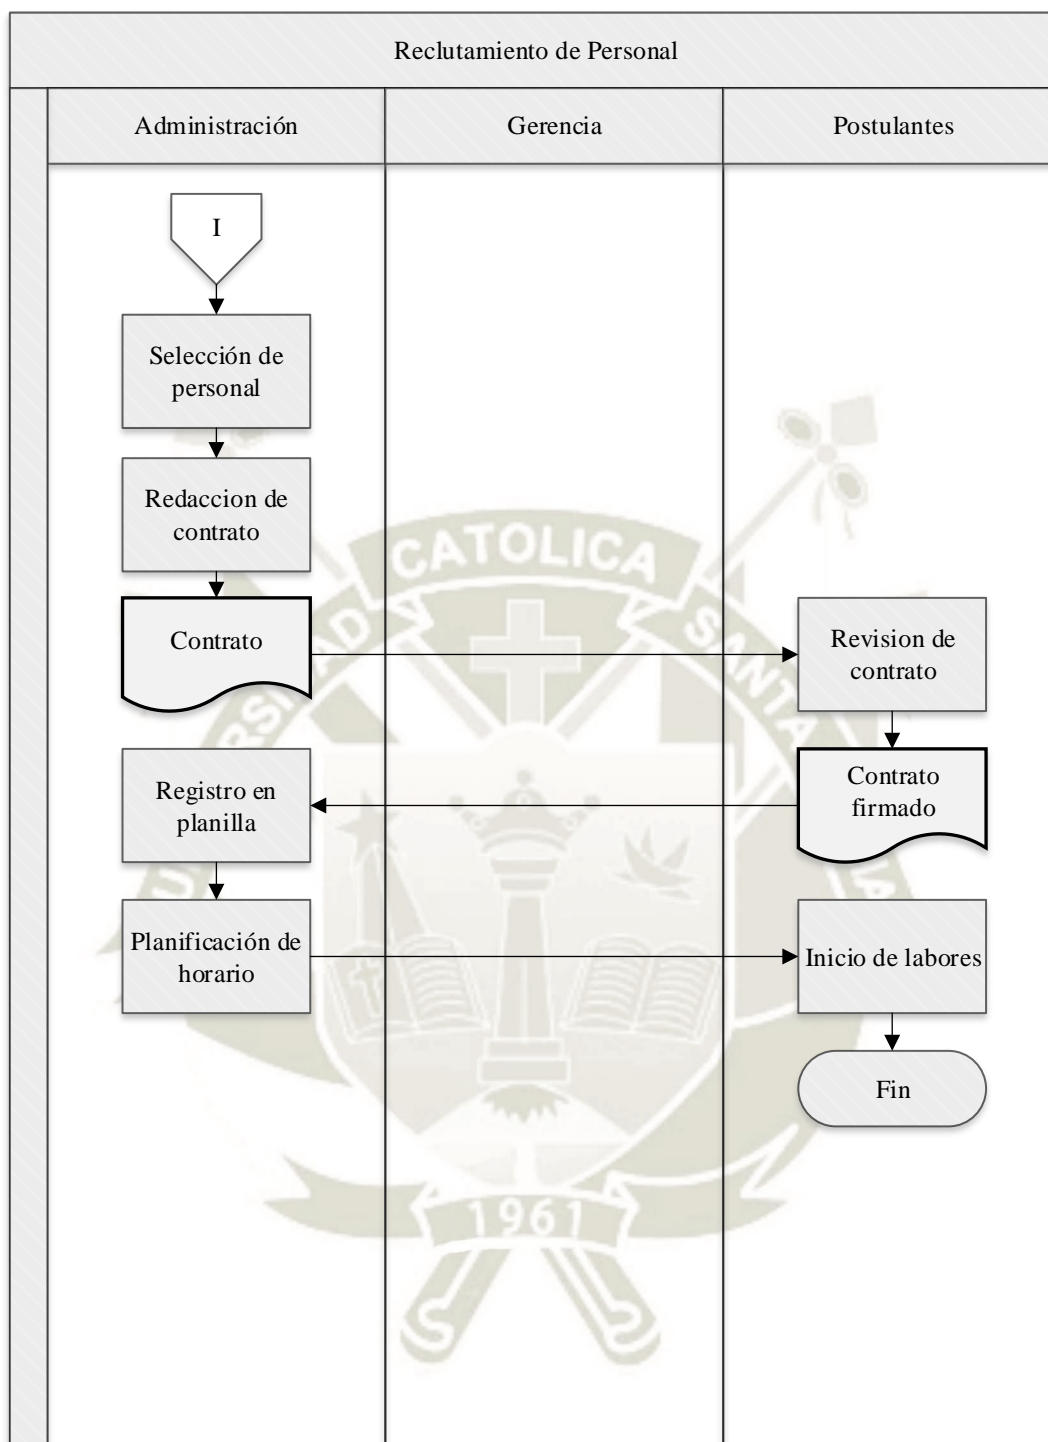 Reclutamiento de Personal
Administración
Gerencia
Postulantes
I
Selección de
personal
Redaccion de
contrato
Contrato
Revision de
contrato
Registro en
planilla
Contrato
firmado
Planificación de
horario
Inicio de labores
Fin
CATOLICA
SANTA
1961